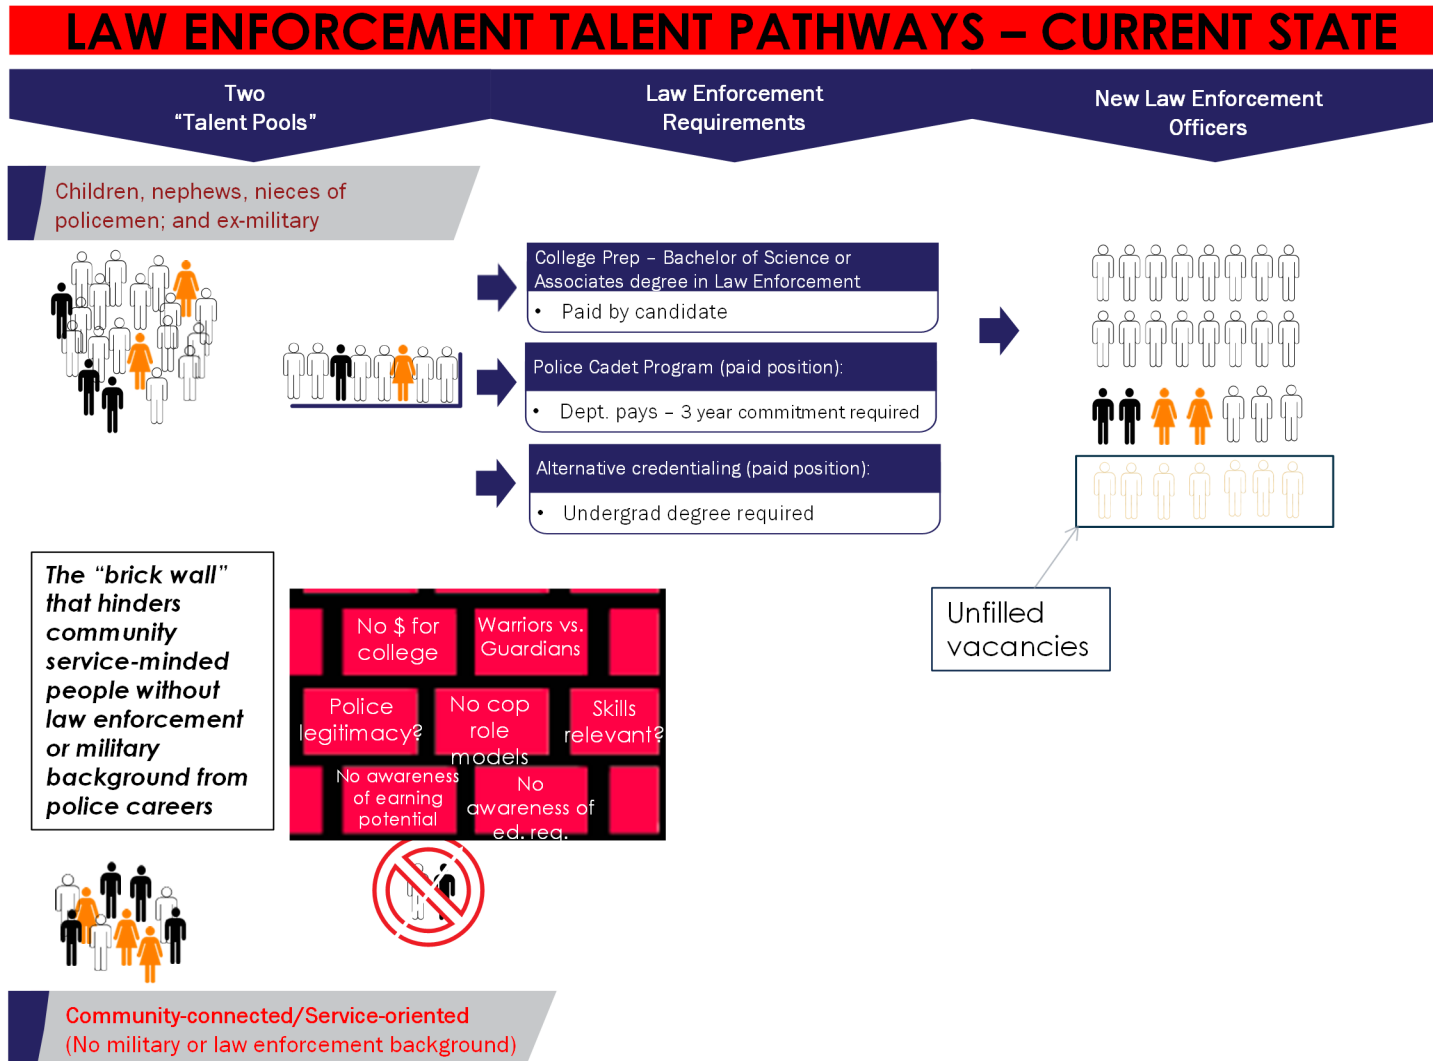 LAW ENFORCEMENT TALENT PATHWAYS – CURRENT STATE
Two
“Talent Pools”
Law Enforcement
Requirements
New Law Enforcement
Officers
Children, nephews, nieces of
policemen; and ex-military
College Prep – Bachelor of Science or
Associates degree in Law Enforcement
• Paid by candidate
Police Cadet Program (paid position):
• Dept. pays – 3 year commitment required
Alternative credentialing (paid position):
• Undergrad degree required
Unfilled
vacancies
The “brick wall”
that hinders
community
service-minded
people without
law enforcement
or military
background from
police careers
No $ for
college
Warriors vs.
Guardians
Police
legitimacy?
No cop
role
models
Skills
relevant?
No awareness
of earning
potential
No
awareness of
ed. req.
Community-connected/Service-oriented
(No military or law enforcement background)